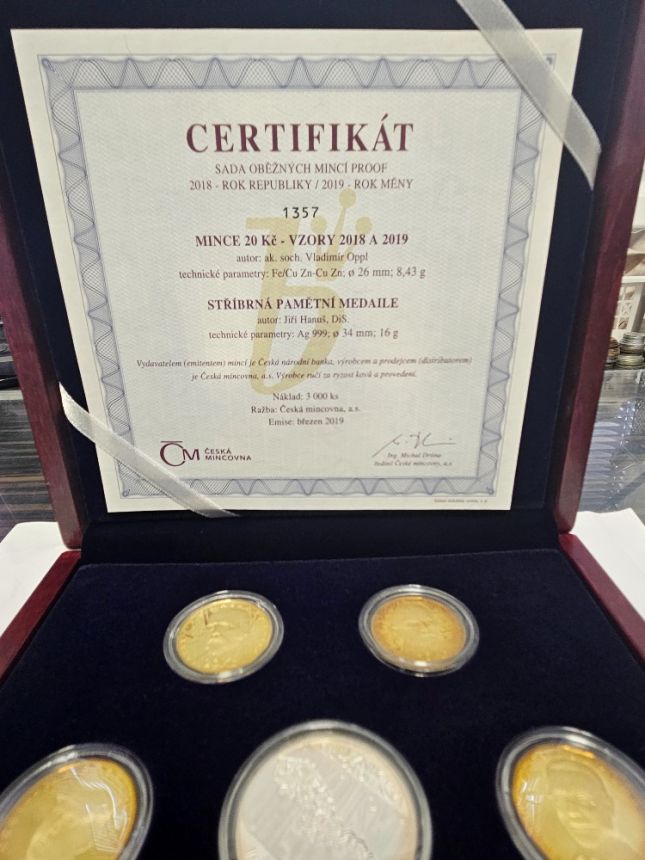 CERTIFIKÁT
SADA OBĚŽNÝCH MINCÍ PROOF
2018 - ROK REPUBLIKY / 2019 - ROK MĚNY
1357
MINCE 20 Kč - VZORY 2018 A 2019
autor: ak. soch. Vladimír Oppl
technické parametry: Fe/Cu Zn-Cu Zn; ø 26 mm; 8,43 g
STŘÍBRNÁ PAMĚTNÍ MEDAILE
autor: Jiří Hanuš, DiS.
technické parametry: Ag 999; ø 34 mm; 16 g
Vydavatelem (emitentem) mincí je Česká národní banka, výrobcem a prodejcem (distributorem)
je Česká mincovna, a.s. Výrobce ručí za ryzost kovů a provedení.
Náklad: 3 000 ks
Ražba: Česká mincovna, a.s.
Emise: březen 2019
ČM ČESKÁ
MINCOVNA
Ing. Michal Drtina
ředitel České mincovny, a.s.